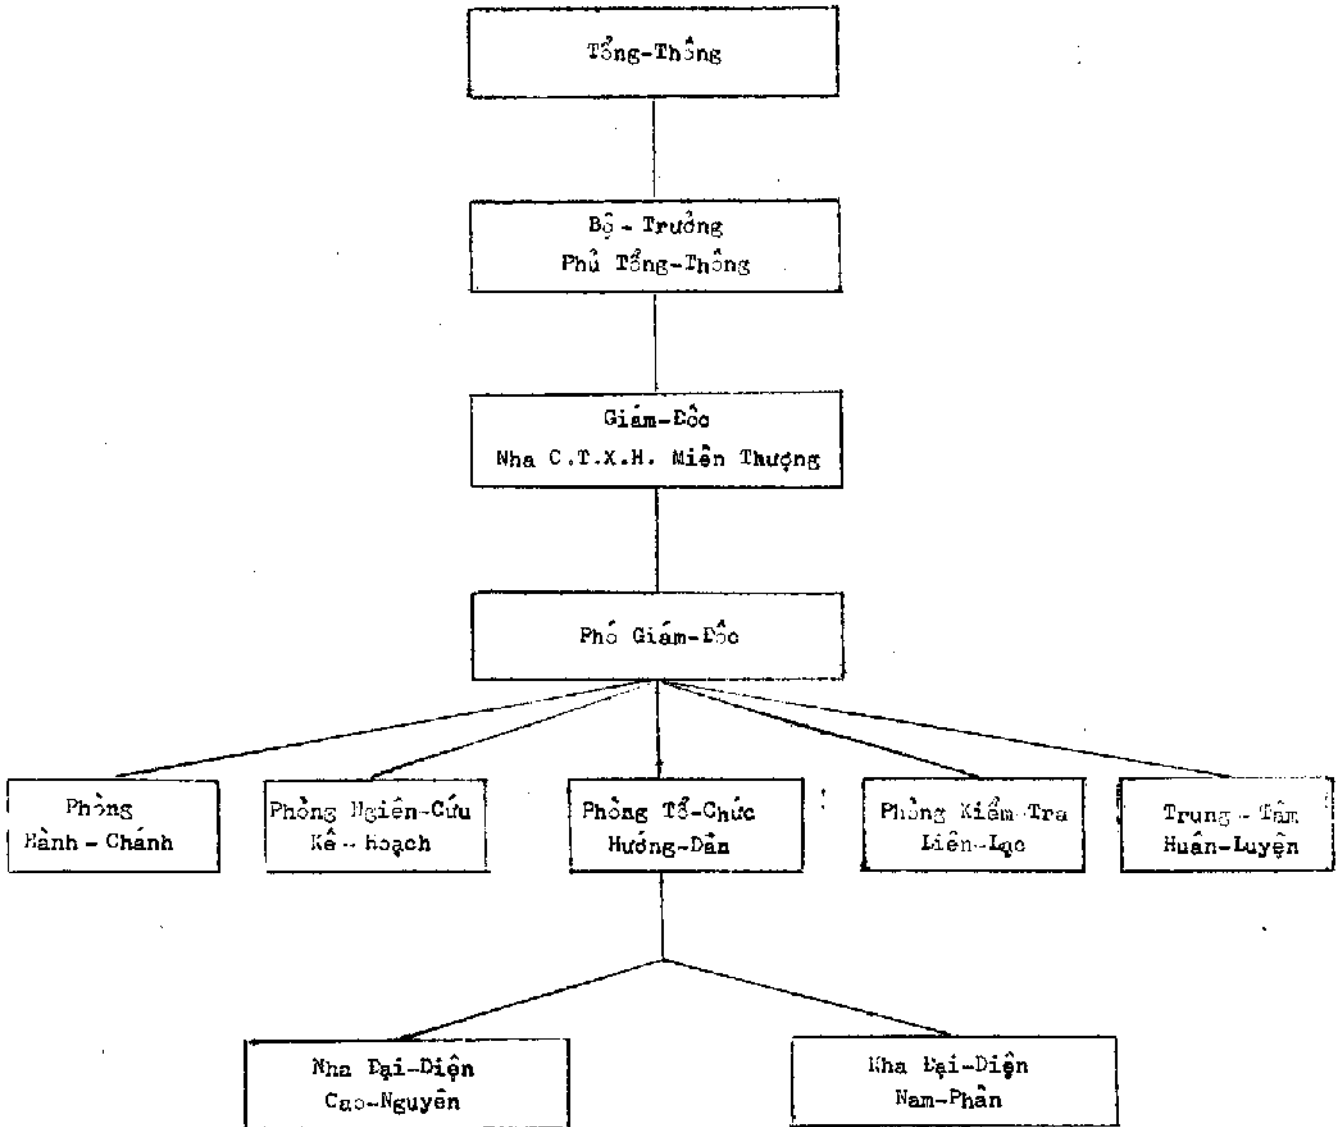 Tổng-Thống
Bộ - Trưởng
Phủ Tổng-Thống
Giám-Đốc
Nha C.T.X.H. Miền Thượng
Phó Giám-Đốc
Phòng
Hành - Chánh
Phòng Ngiên-Cứu
Kế - hoạch
Phòng Tổ-Chức
Hướng-Dẫn
Phòng Kiểm-Tra
Liên-Lạc
Trung - Tâm
Huấn-Luyện
Nha Đại-Diện
Cao-Nguyên
Nha Đại-Diện
Nam-Phần